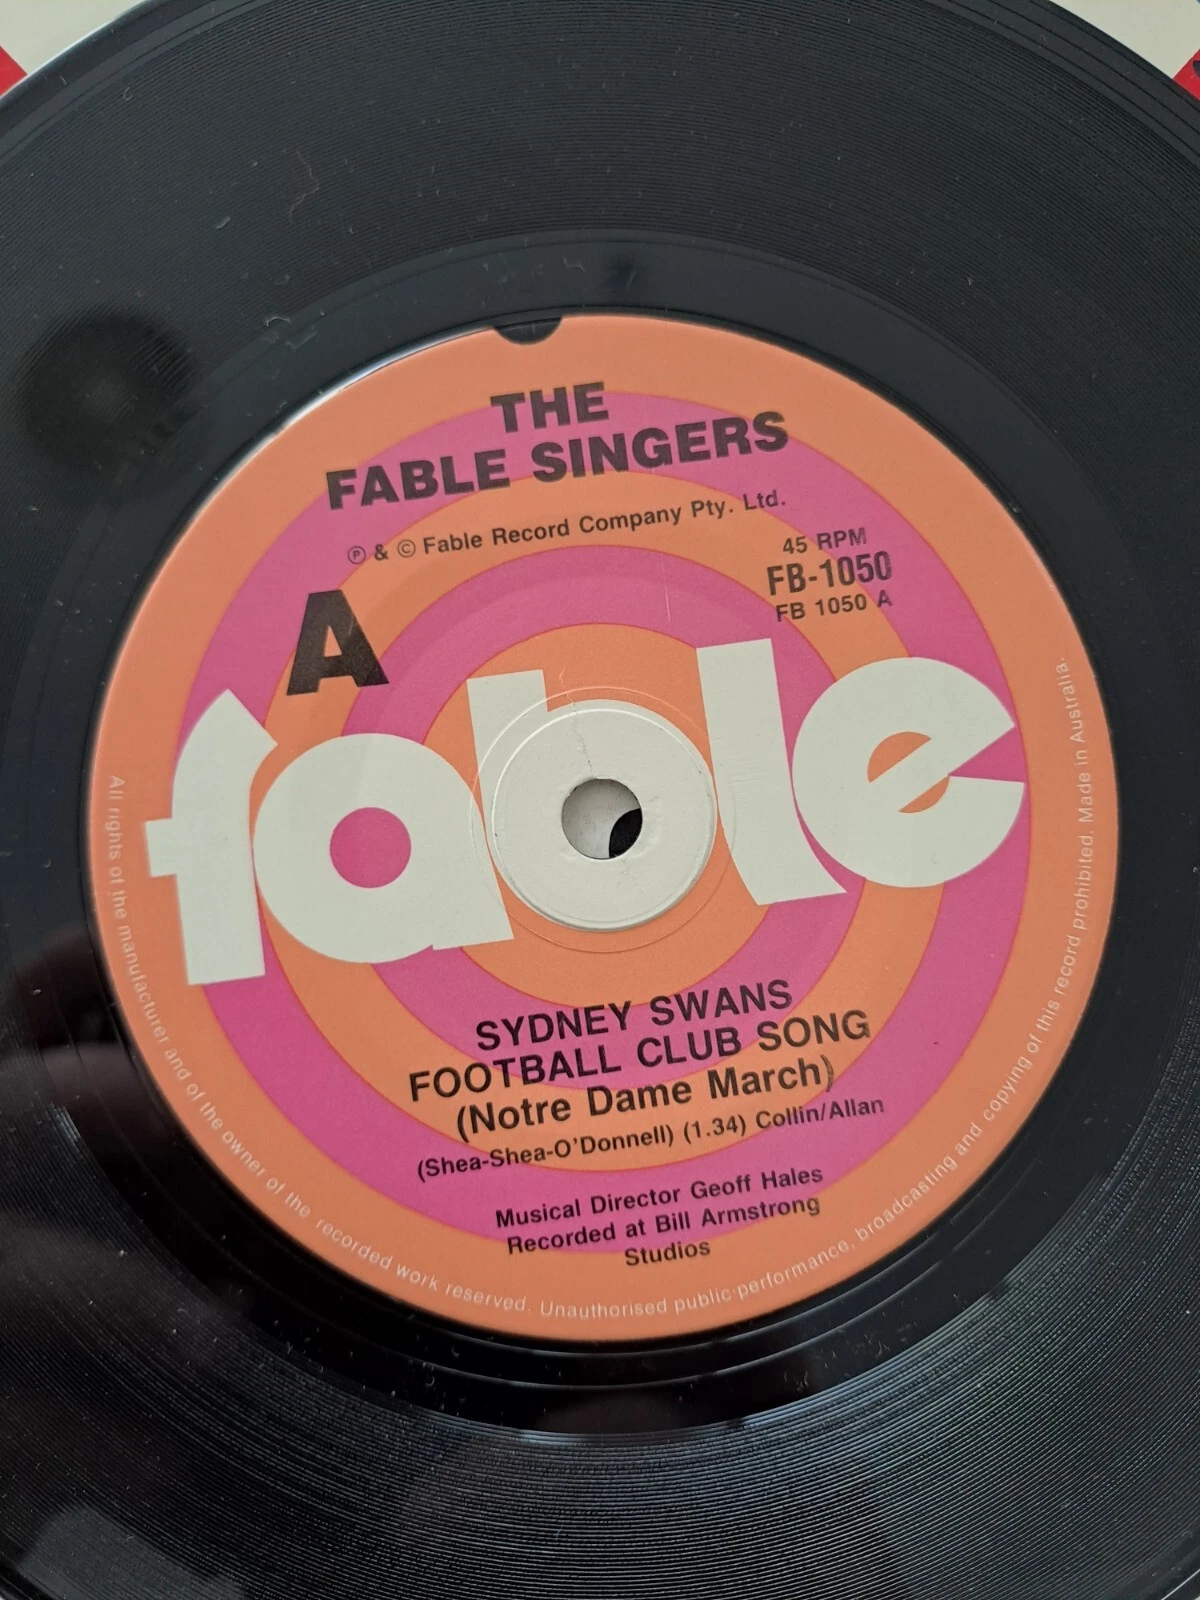 THE
FABLE SINGERS
℗ & © Fable Record Company Pty. Ltd.
45 RPM
FB-1050
FB 1050 A
A
fable
SYDNEY SWANS
FOOTBALL CLUB SONG
(Notre Dame March)
(Shea-Shea-O'Donnell) (1.34) Collin/Allan
Musical Director Geoff Hales
Recorded at Bill Armstrong
Studios
All rights of the manufacturer and of the owner of the recorded work reserved. Unauthorised public performance, broadcasting and copying of this record prohibited. Made in Australia.